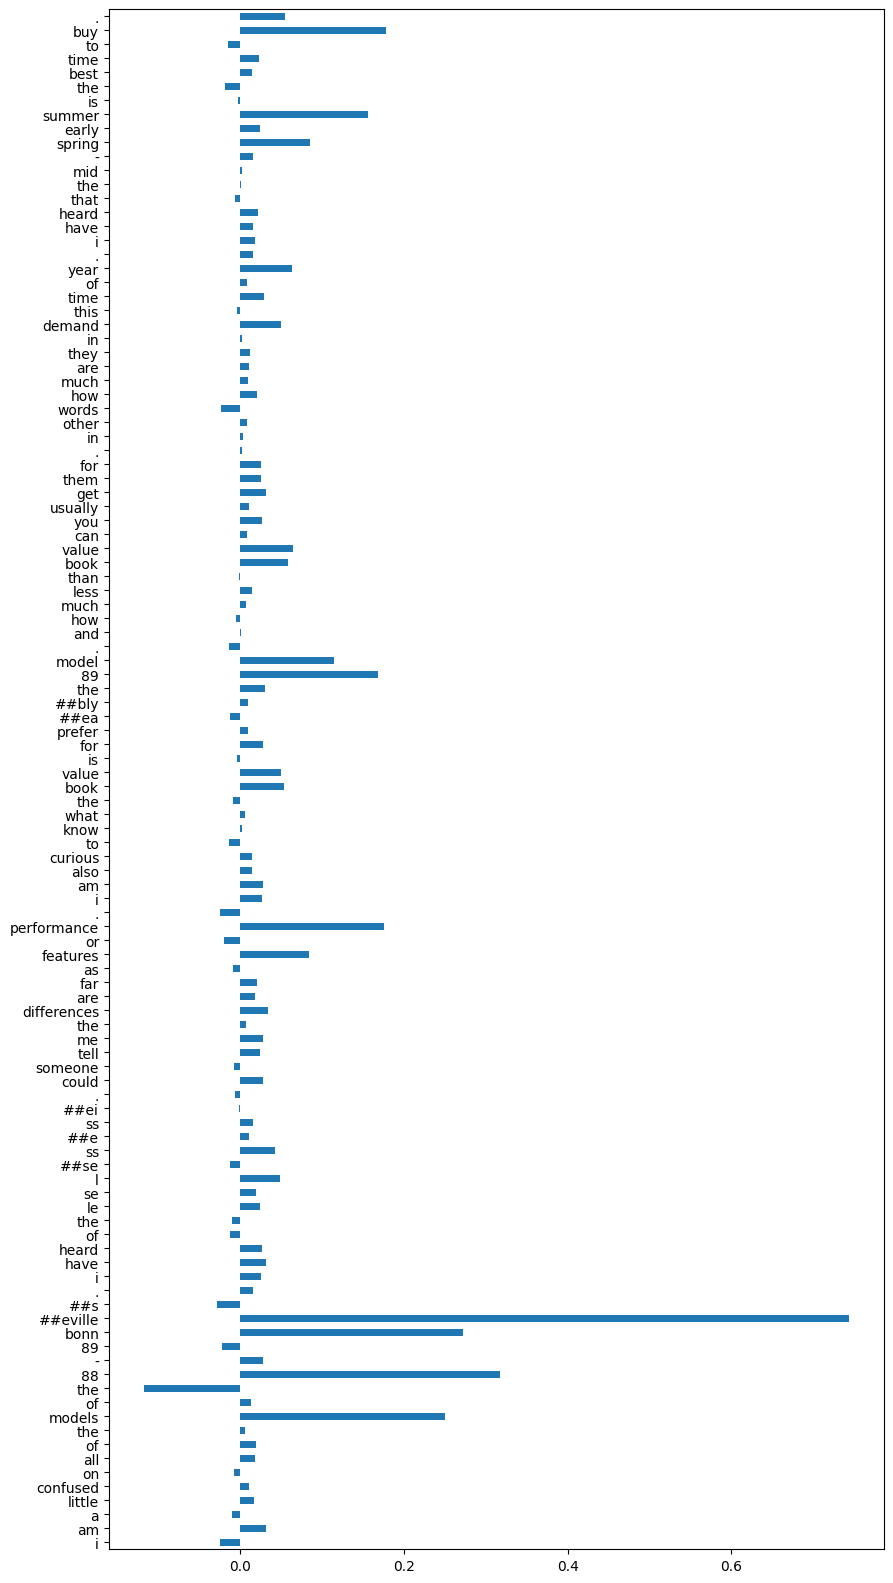 .
buy
to
time
best
the
is
summer
early
spring
-
mid
the
that
heard
have
i
.
year
of
time
this
demand
in
they
are
much
how
words
other
in
.
for
them
get
usually
you
can
value
book
than
less
much
how
and
.
model
89
the
##bly
##ea
prefer
for
is
value
book
the
what
know
to
curious
also
am
i
.
performance
or
features
as
far
are
differences
the
me
tell
someone
could
.
##ei
ss
##e
ss
##se
l
se
le
the
of
heard
have
i
.
##s
##eville
bonn
89
-
88
the
of
models
the
of
all
on
confused
little
a
am
i
0.0 0.2 0.4 0.6